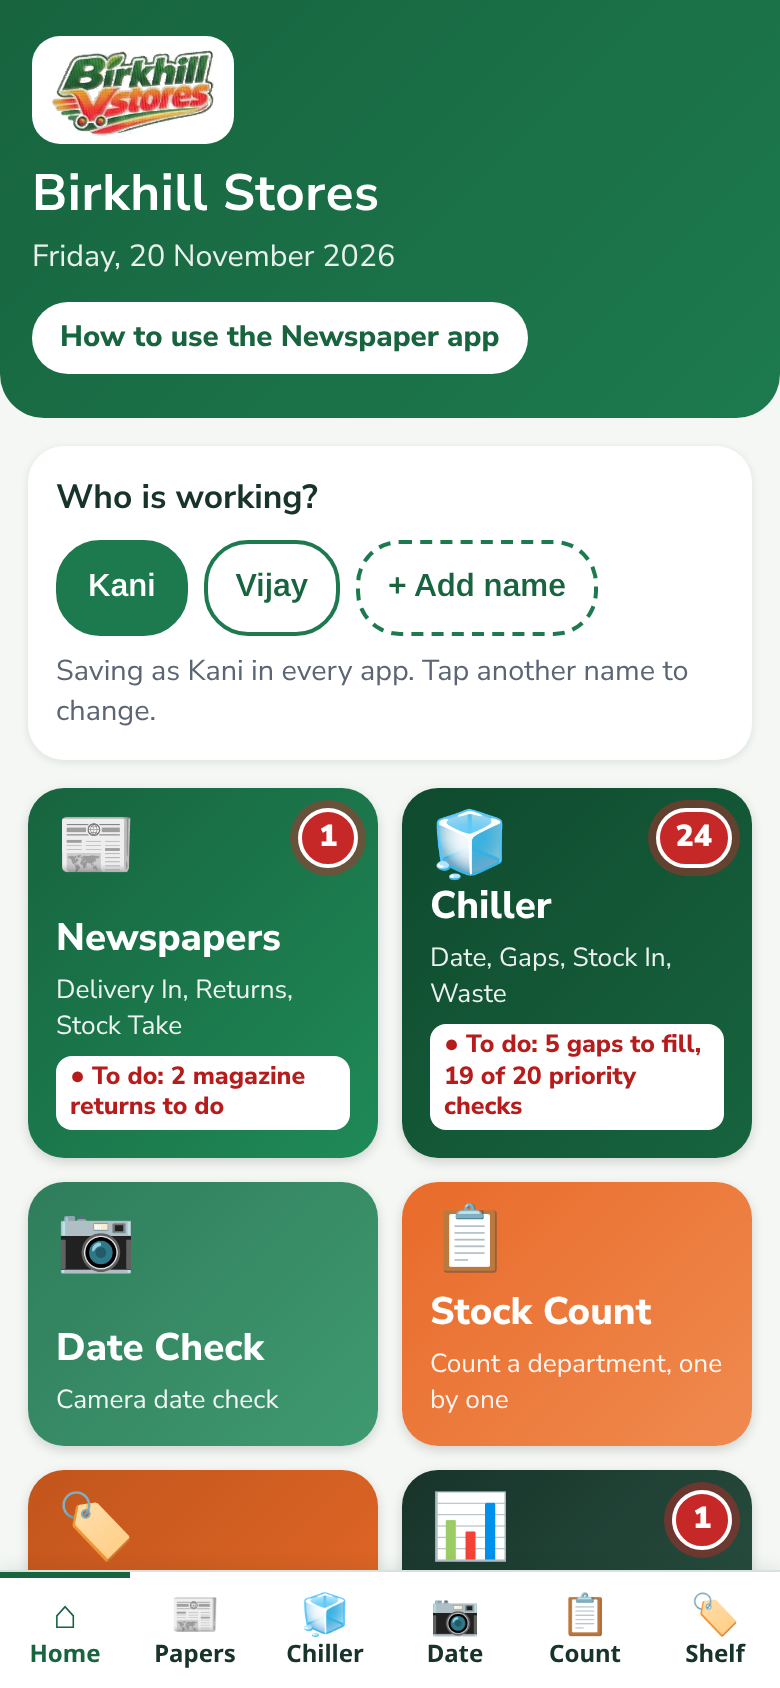 Birkhill
Vstores
Birkhill Stores
Friday, 20 November 2026
How to use the Newspaper app
Who is working?
Kani
Vijay
+ Add name
Saving as Kani in every app. Tap another name to
change.
1
Newspapers
Delivery In, Returns,
Stock Take
● To do: 2 magazine
returns to do
24
Chiller
Date, Gaps, Stock In,
Waste
● To do: 5 gaps to fill,
19 of 20 priority
checks
Date Check
Camera date check
Stock Count
Count a department, one
by one
1
Home
Papers
Chiller
Date
Count
Shelf